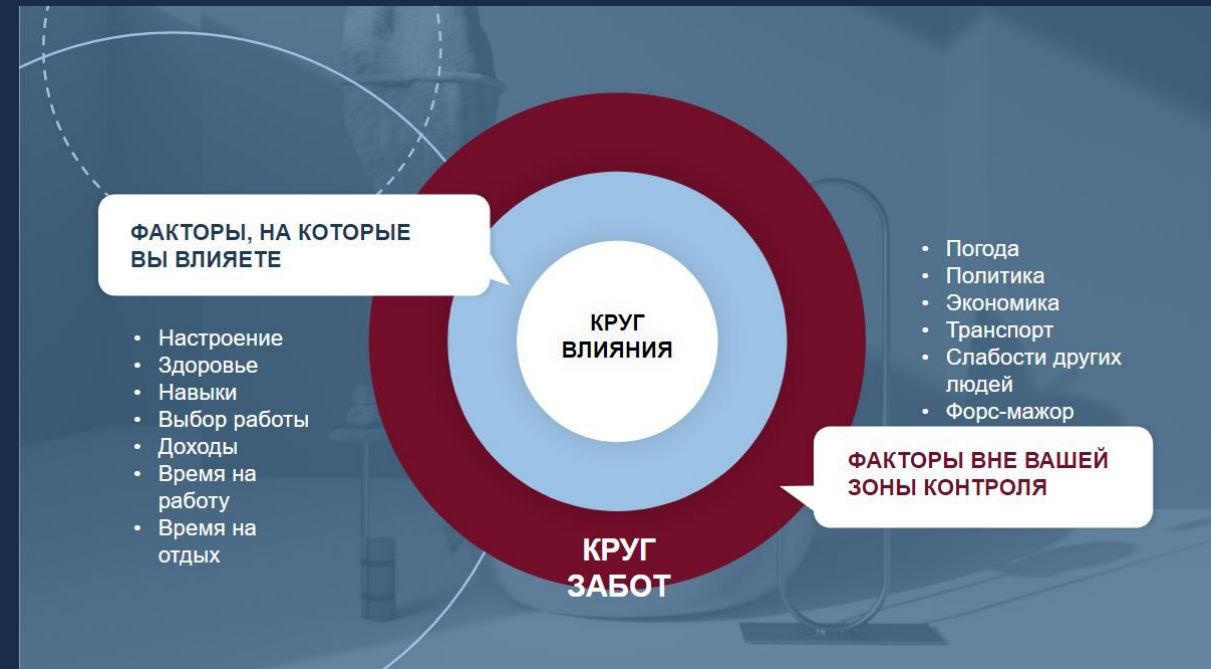 ФАКТОРЫ, НА КОТОРЫЕ
ВЫ ВЛИЯЕТЕ
• Настроение
• Здоровье
• Навыки
• Выбор работы
• Доходы
• Время на
работу
• Время на
отдых
КРУГ
ВЛИЯНИЯ
КРУГ
ЗАБОТ
• Погода
• Политика
• Экономика
• Транспорт
• Слабости других
людей
• Форс-мажор
ФАКТОРЫ ВНЕ ВАШЕЙ
ЗОНЫ КОНТРОЛЯ